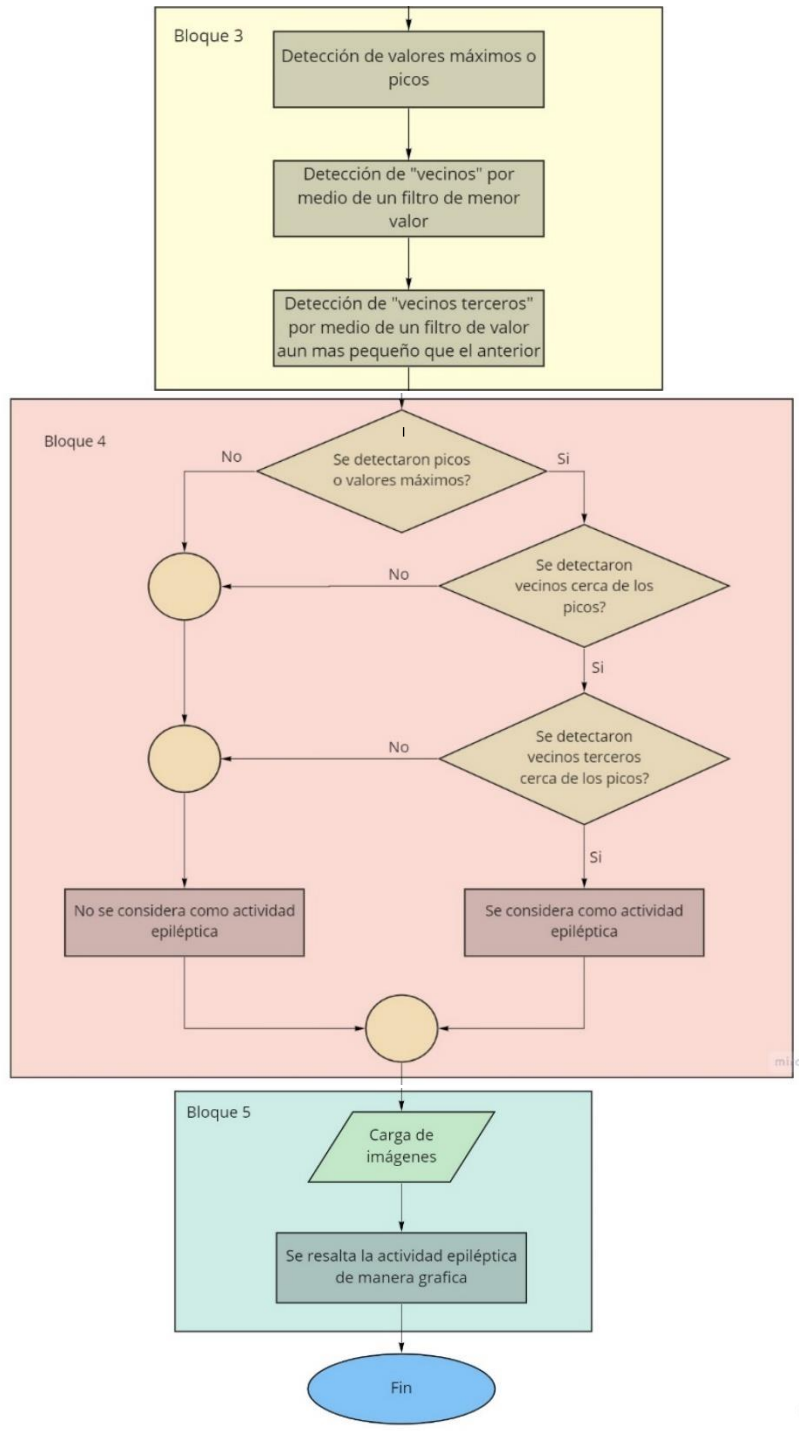 Bloque 3
Detección de valores máximos o
picos
Detección de "vecinos" por
medio de un filtro de menor
valor
Detección de "vecinos terceros"
por medio de un filtro de valor
aun mas pequeño que el anterior
Bloque 4
I
Se detectaron picos
o valores máximos?
No
Si
Se detectaron
vecinos cerca de los
picos?
No
Si
Se detectaron
vecinos terceros
cerca de los picos?
No
Si
No se considera como actividad
epiléptica
Se considera como actividad
epiléptica
Bloque 5
Carga de
imágenes
Se resalta la actividad epiléptica
de manera grafica
Fin